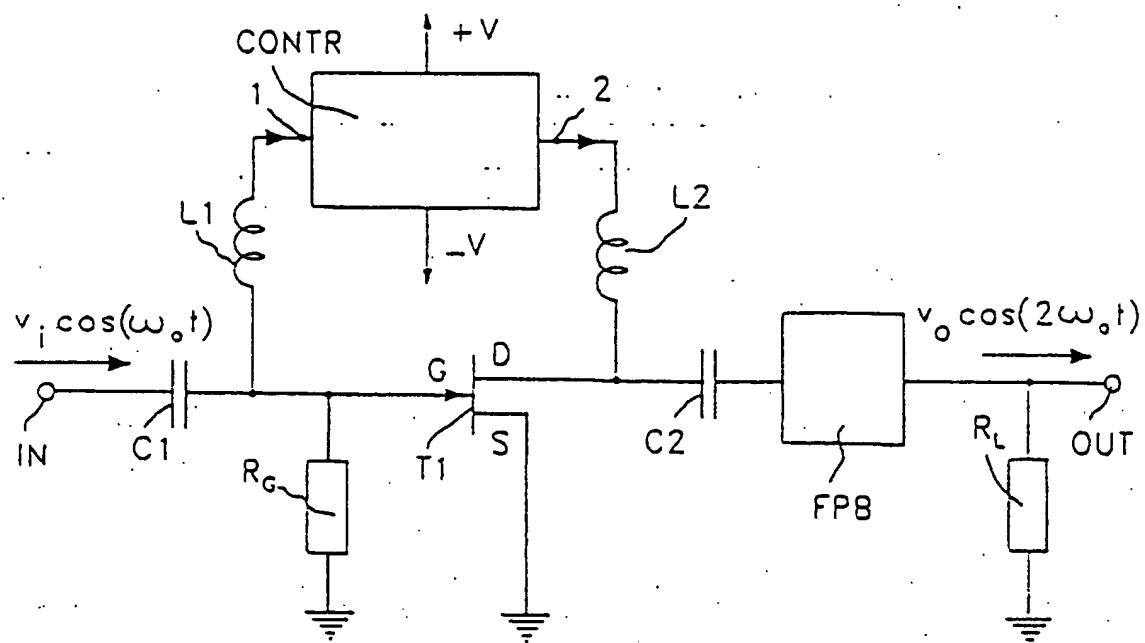 CONTR
+V
1
2
L1
L2
−V
v_i cos(ω_o t)
v_o cos(2ω_o t)
G
D
S
IN
C1
T1
C2
R_G
FPB
R_L
OUT